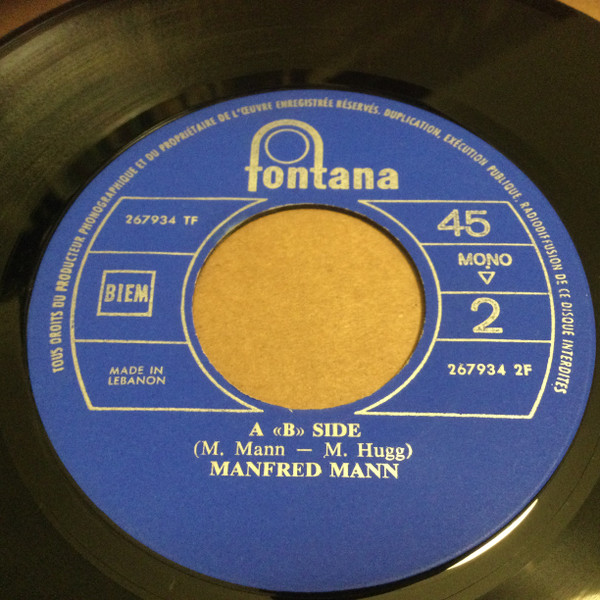 TOUS DROITS DU PRODUCTEUR PHONOGRAPHIQUE ET DU PROPRIÉTAIRE DE L'ŒUVRE ENREGISTRÉE RÉSERVÉS. DUPLICATION, EXÉCUTION PUBLIQUE, RADIODIFFUSION DE CE DISQUE INTERDITES
fontana
267934 TF
45
BIEM
MONO
2
MADE IN
LEBANON
267934 2F
A «B» SIDE
(M. Mann — M. Hugg)
MANFRED MANN